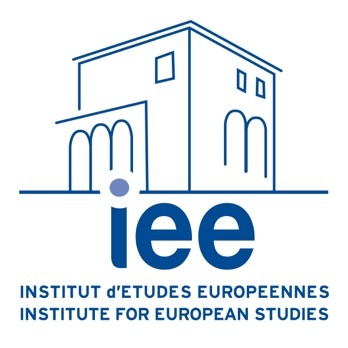 iee
INSTITUT d'ETUDES EUROPEENNES
INSTITUTE FOR EUROPEAN STUDIES